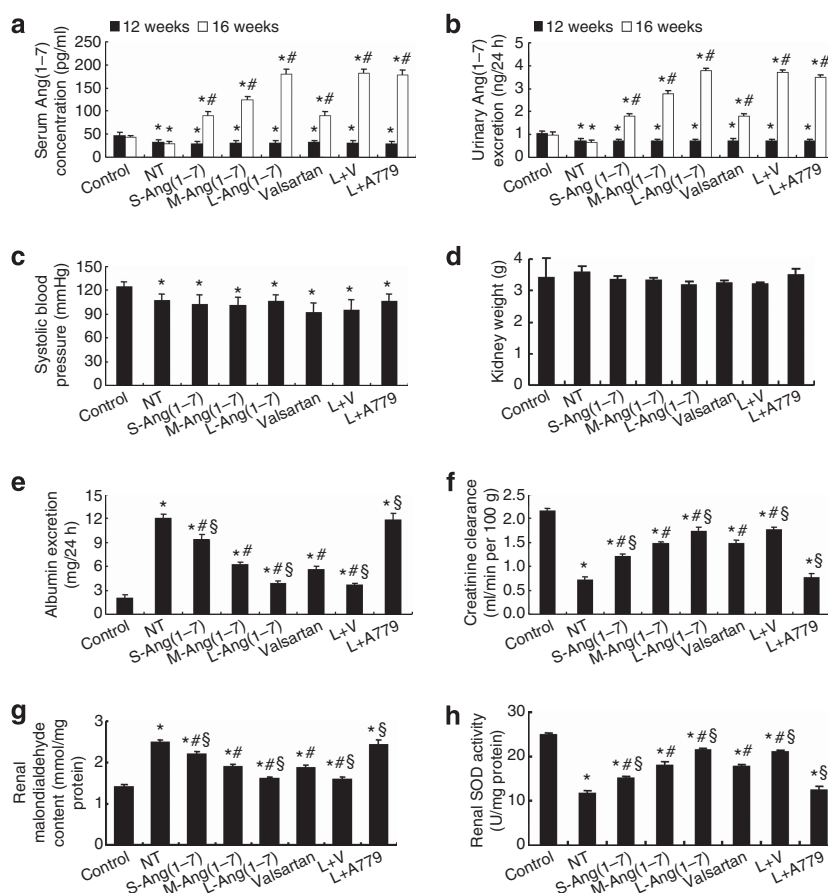 a
12 weeks 16 weeks
Serum Ang(1–7)
concentration (pg/ml)
250
200
150
100
50
0
* * * *# * *# * *# * *# * *# * *#
Control
NT
S-Ang(1–7)
M-Ang(1–7)
L-Ang(1–7)
Valsartan
L+V
L+A779
b
12 weeks 16 weeks
Urinary Ang(1–7)
excretion (ng/24 h)
5
4
3
2
1
0
* * * *# * *# * *# * *# * *# * *#
Control
NT
S-Ang (1–7)
M-Ang(1–7)
L-Ang(1–7)
Valsartan
L+V
L+A779
c
Systolic blood
pressure (mmHg)
150
120
90
60
30
0
* * * * * * *
Control
NT
S-Ang(1–7)
M-Ang(1–7)
L-Ang(1–7)
Valsartan
L+V
L+A779
d
Kidney weight (g)
5
4
3
2
1
0
Control
NT
S-Ang(1–7)
M-Ang(1–7)
L-Ang(1–7)
Valsartan
L+V
L+A779
e
Albumin excretion
(mg/24 h)
15
12
9
6
3
0
* *#§ *# *#§ *# *#§ *§
Control
NT
S-Ang(1–7)
M-Ang(1–7)
L-Ang(1–7)
Valsartan
L+V
L+A779
f
Creatinine clearance
(ml/min per 100 g)
2.5
2.0
1.5
1.0
0.5
0.0
* *#§ *# *#§ *# *#§ *§
Control
NT
S-Ang(1–7)
M-Ang(1–7)
L-Ang(1–7)
Valsartan
L+V
L+A779
g
Renal
malondialdehyde
content (mmol/mg
protein)
3
2
1
0
* *#§ *# *#§ *# *#§ *§
Control
NT
S-Ang(1–7)
M-Ang(1–7)
L-Ang(1–7)
Valsartan
L+V
L+A779
h
Renal SOD activity
(U/mg protein)
30
20
10
0
* *#§ *# *#§ *# *#§ *§
Control
NT
S-Ang(1–7)
M-Ang(1–7)
L-Ang(1–7)
Valsartan
L+V
L+A779